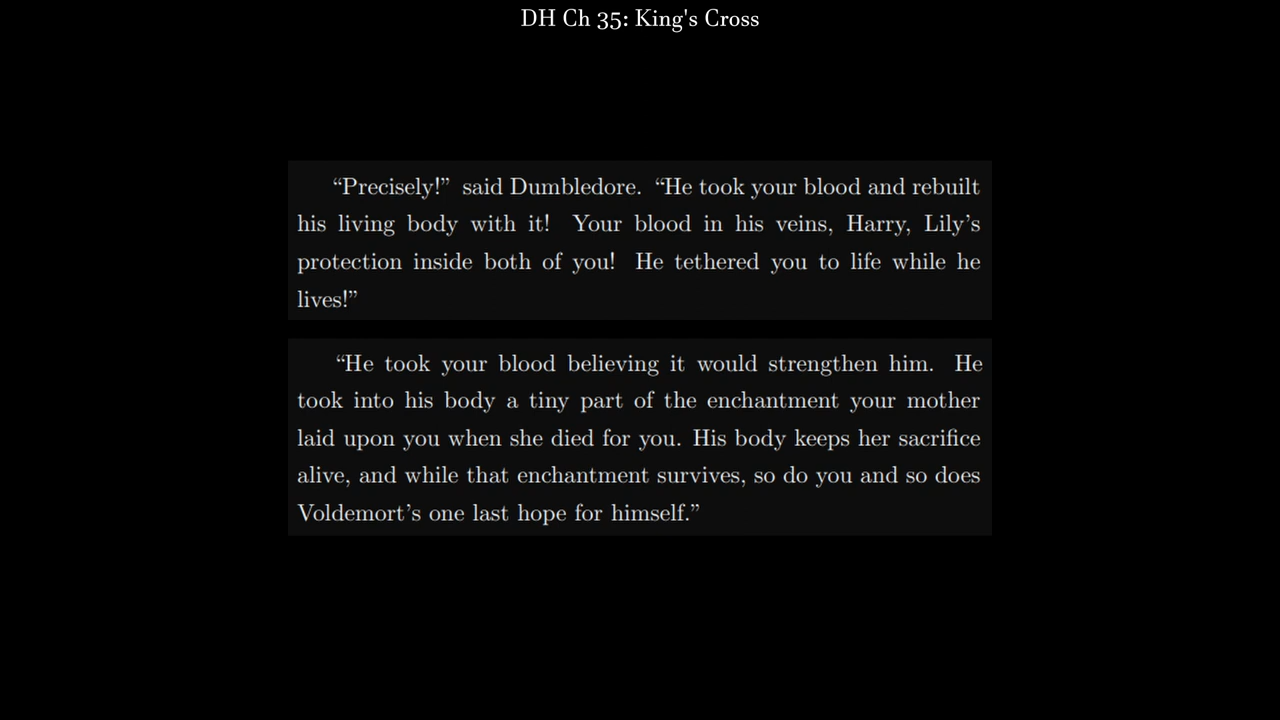 DH Ch 35: King's Cross
“Precisely!” said Dumbledore. “He took your blood and rebuilt
his living body with it! Your blood in his veins, Harry, Lily’s
protection inside both of you! He tethered you to life while he
lives!”
“He took your blood believing it would strengthen him. He
took into his body a tiny part of the enchantment your mother
laid upon you when she died for you. His body keeps her sacrifice
alive, and while that enchantment survives, so do you and so does
Voldemort’s one last hope for himself.”